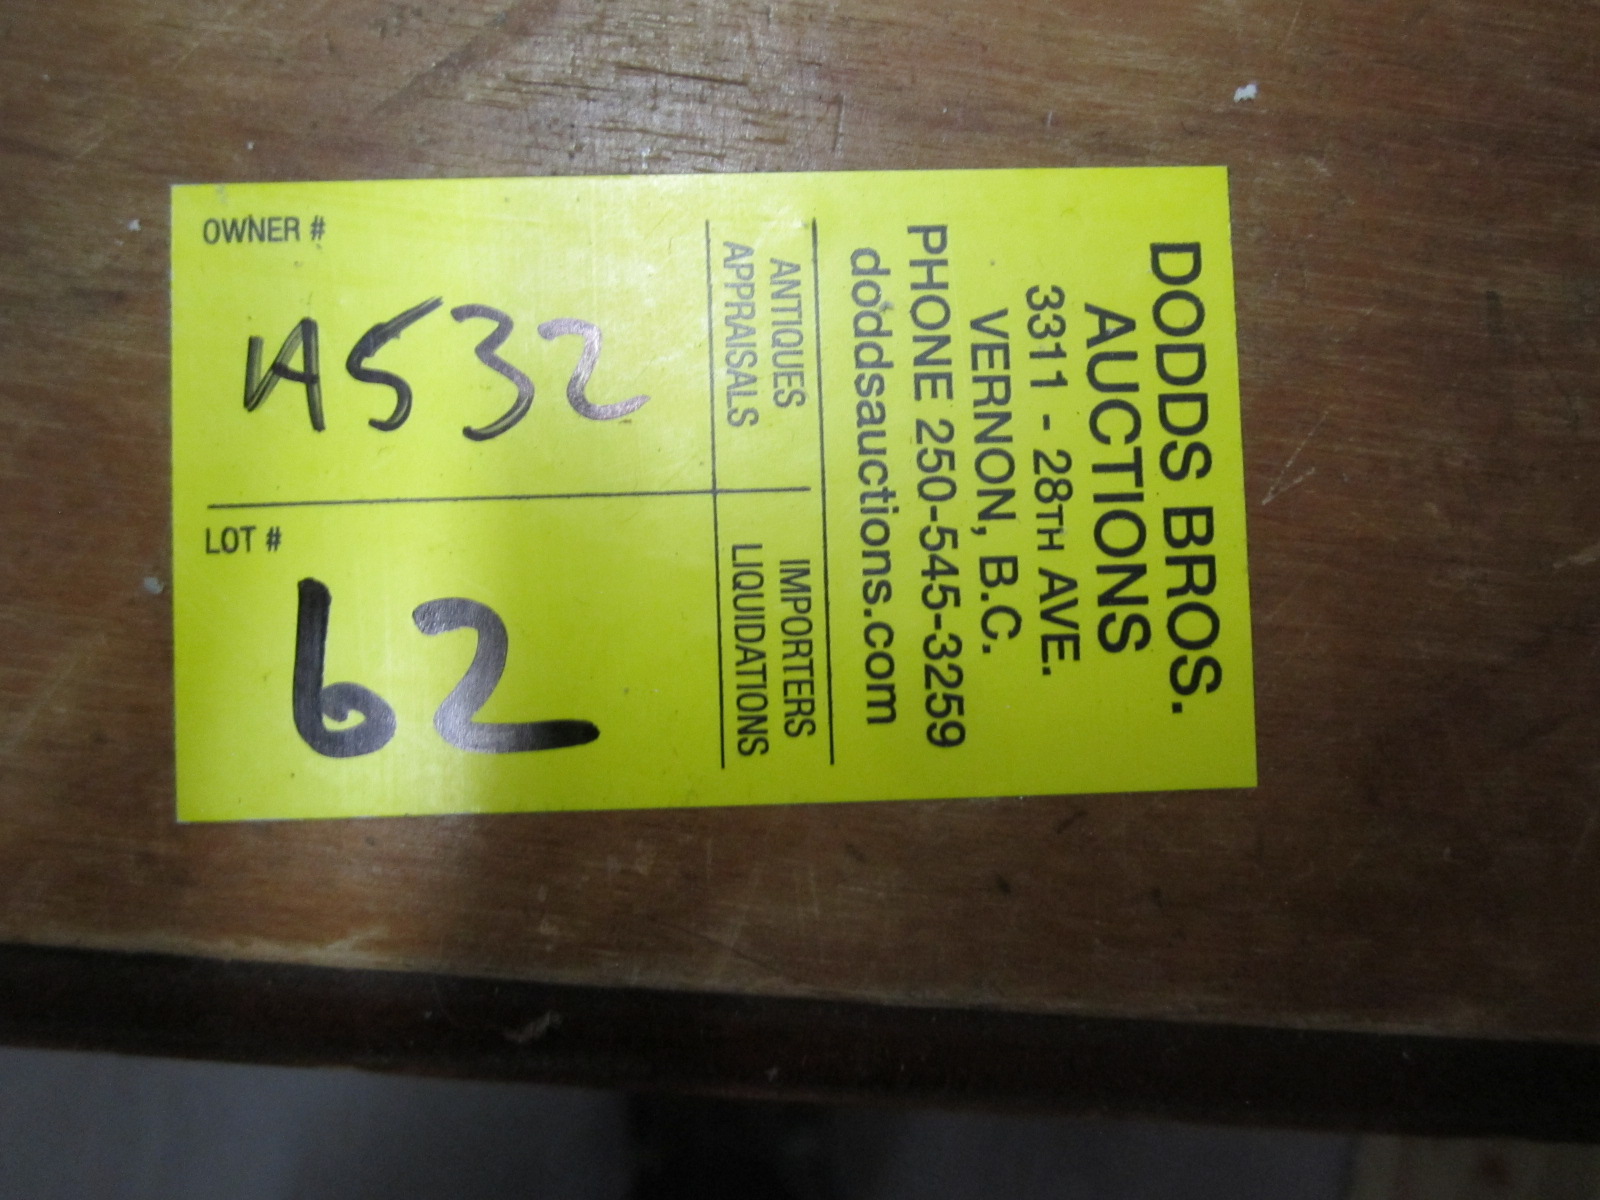 DODDS BROS.
AUCTIONS
3311 - 28TH AVE.
VERNON, B.C.
PHONE 250-545-3259
doddsauctions.com
ANTIQUES IMPORTERS
APPRAISALS LIQUIDATIONS
OWNER #
A532
LOT #
62